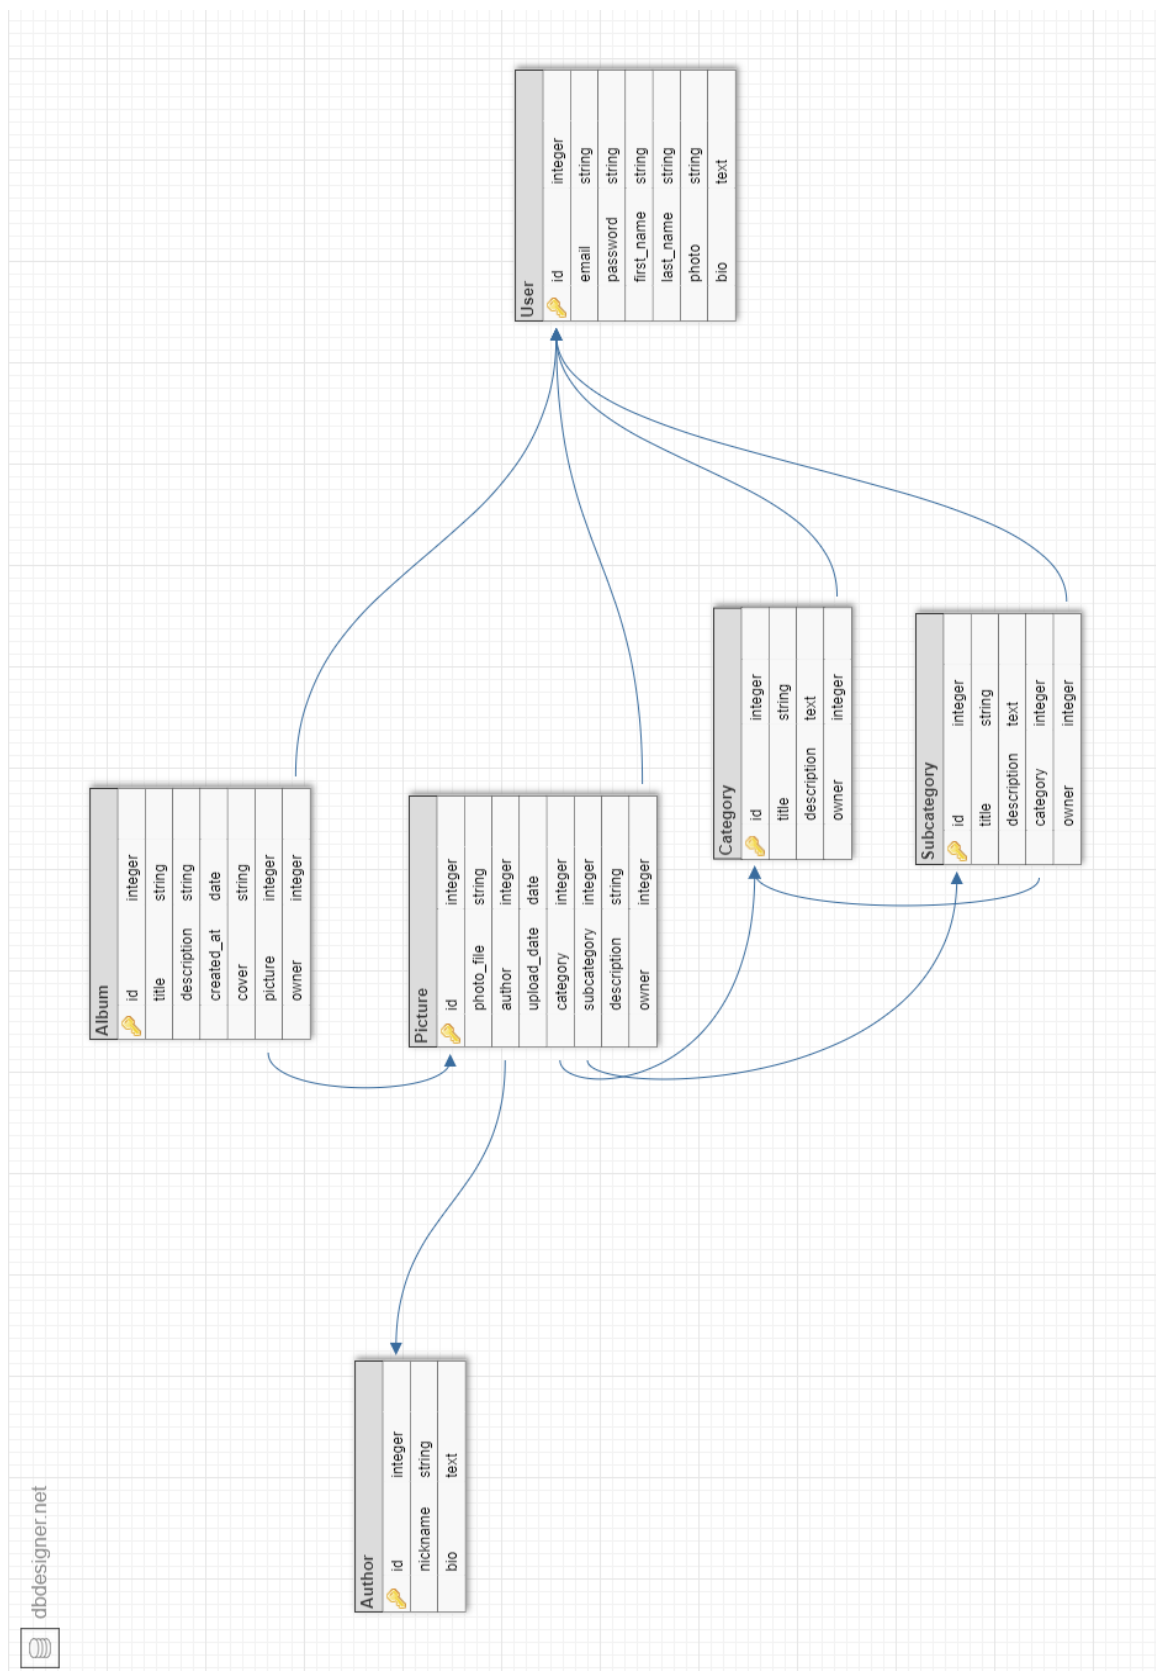 dbdesigner.net
Author
id integer
nickname string
bio text
Album
id integer
title string
description string
created_at date
cover string
picture integer
owner integer
Picture
id integer
photo_file string
author integer
upload_date date
category integer
subcategory integer
description string
owner integer
Category
id integer
title string
description text
owner integer
Subcategory
id integer
title string
description text
category integer
owner integer
User
id integer
email string
password string
first_name string
last_name string
photo string
bio text